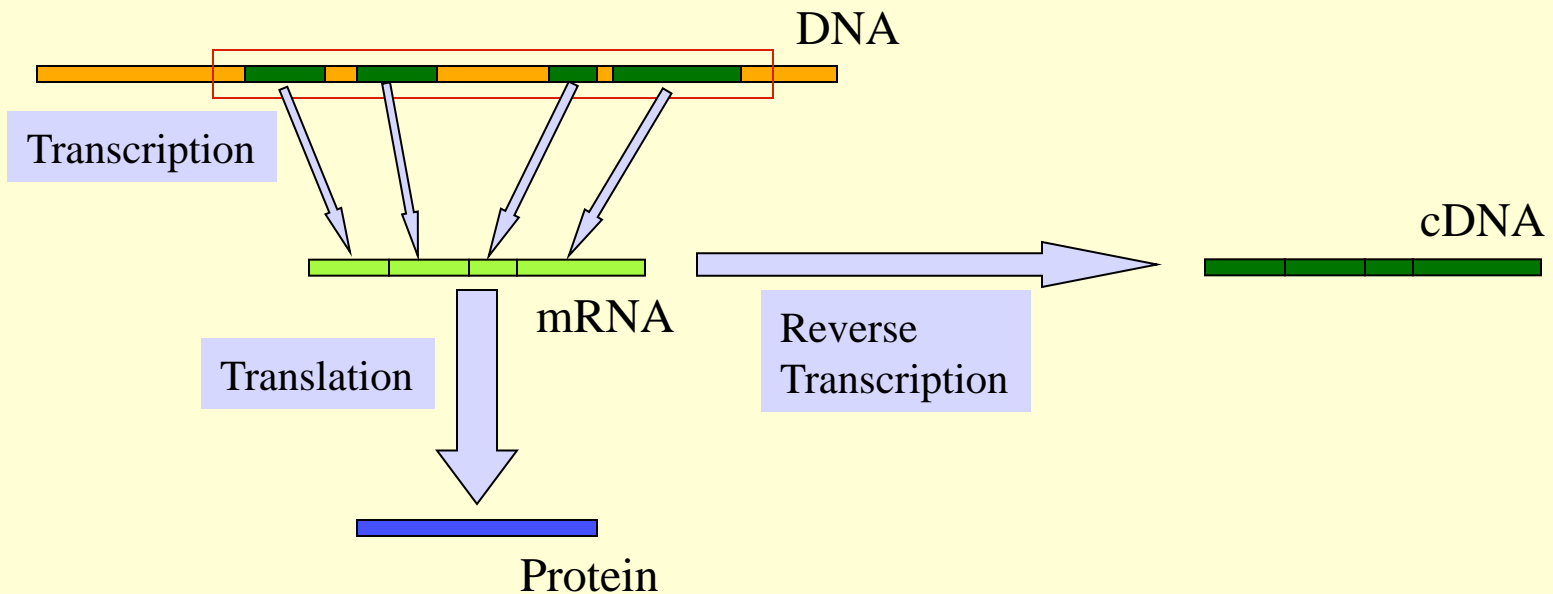 DNA
Transcription
cDNA
mRNA
Reverse
Transcription
Translation
Protein